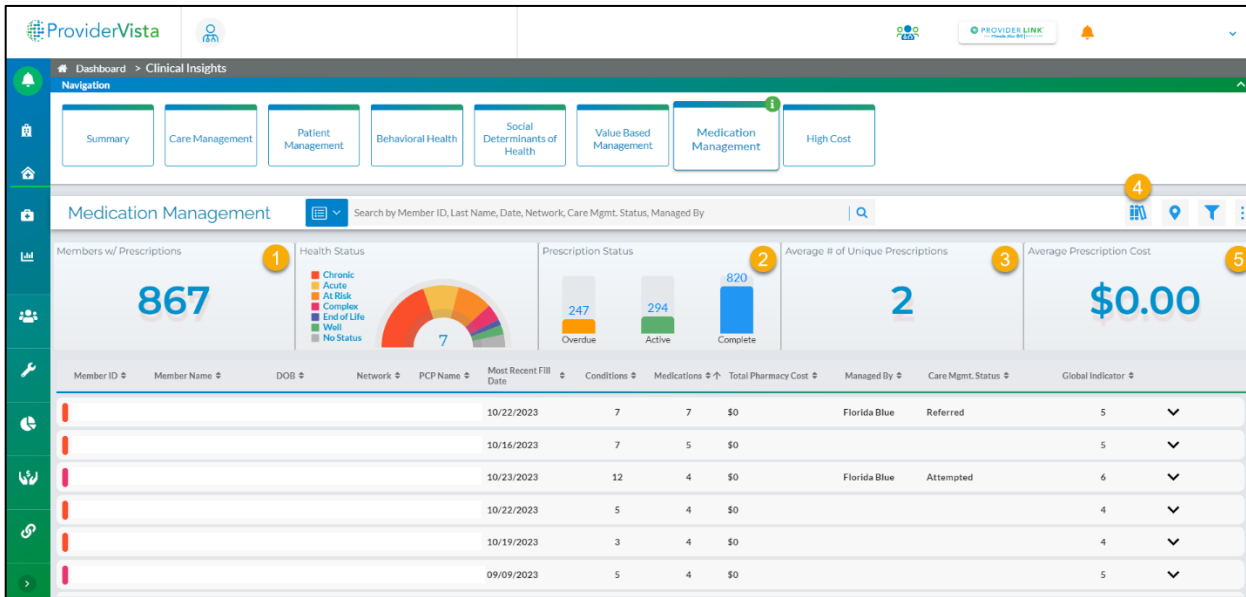 ProviderVista
PROVIDER LINK
Dashboard > Clinical Insights
Navigation
Summary
Care Management
Patient
Management
Behavioral Health
Social
Determinants of
Health
Value Based
Management
Medication
Management
i
High Cost
4
Medication Management
Search by Member ID, Last Name, Date, Network, Care Mgmt. Status, Managed By
Members w/ Prescriptions
1
867
Health Status
Chronic
Acute
At Risk
Complex
End of Life
Well
No Status
7
Prescription Status
2
247
294
820
Overdue
Active
Complete
Average # of Unique Prescriptions
3
2
Average Prescription Cost
5
$0.00
Member ID Member Name DOB Network PCP Name Most Recent Fill Date Conditions Medications Total Pharmacy Cost Managed By Care Mgmt. Status Global Indicator
10/22/2023 7 7 $0 Florida Blue Referred 5
10/16/2023 7 5 $0 5
10/23/2023 12 4 $0 Florida Blue Attempted 6
10/22/2023 5 4 $0 4
10/19/2023 3 4 $0 4
09/09/2023 5 4 $0 5